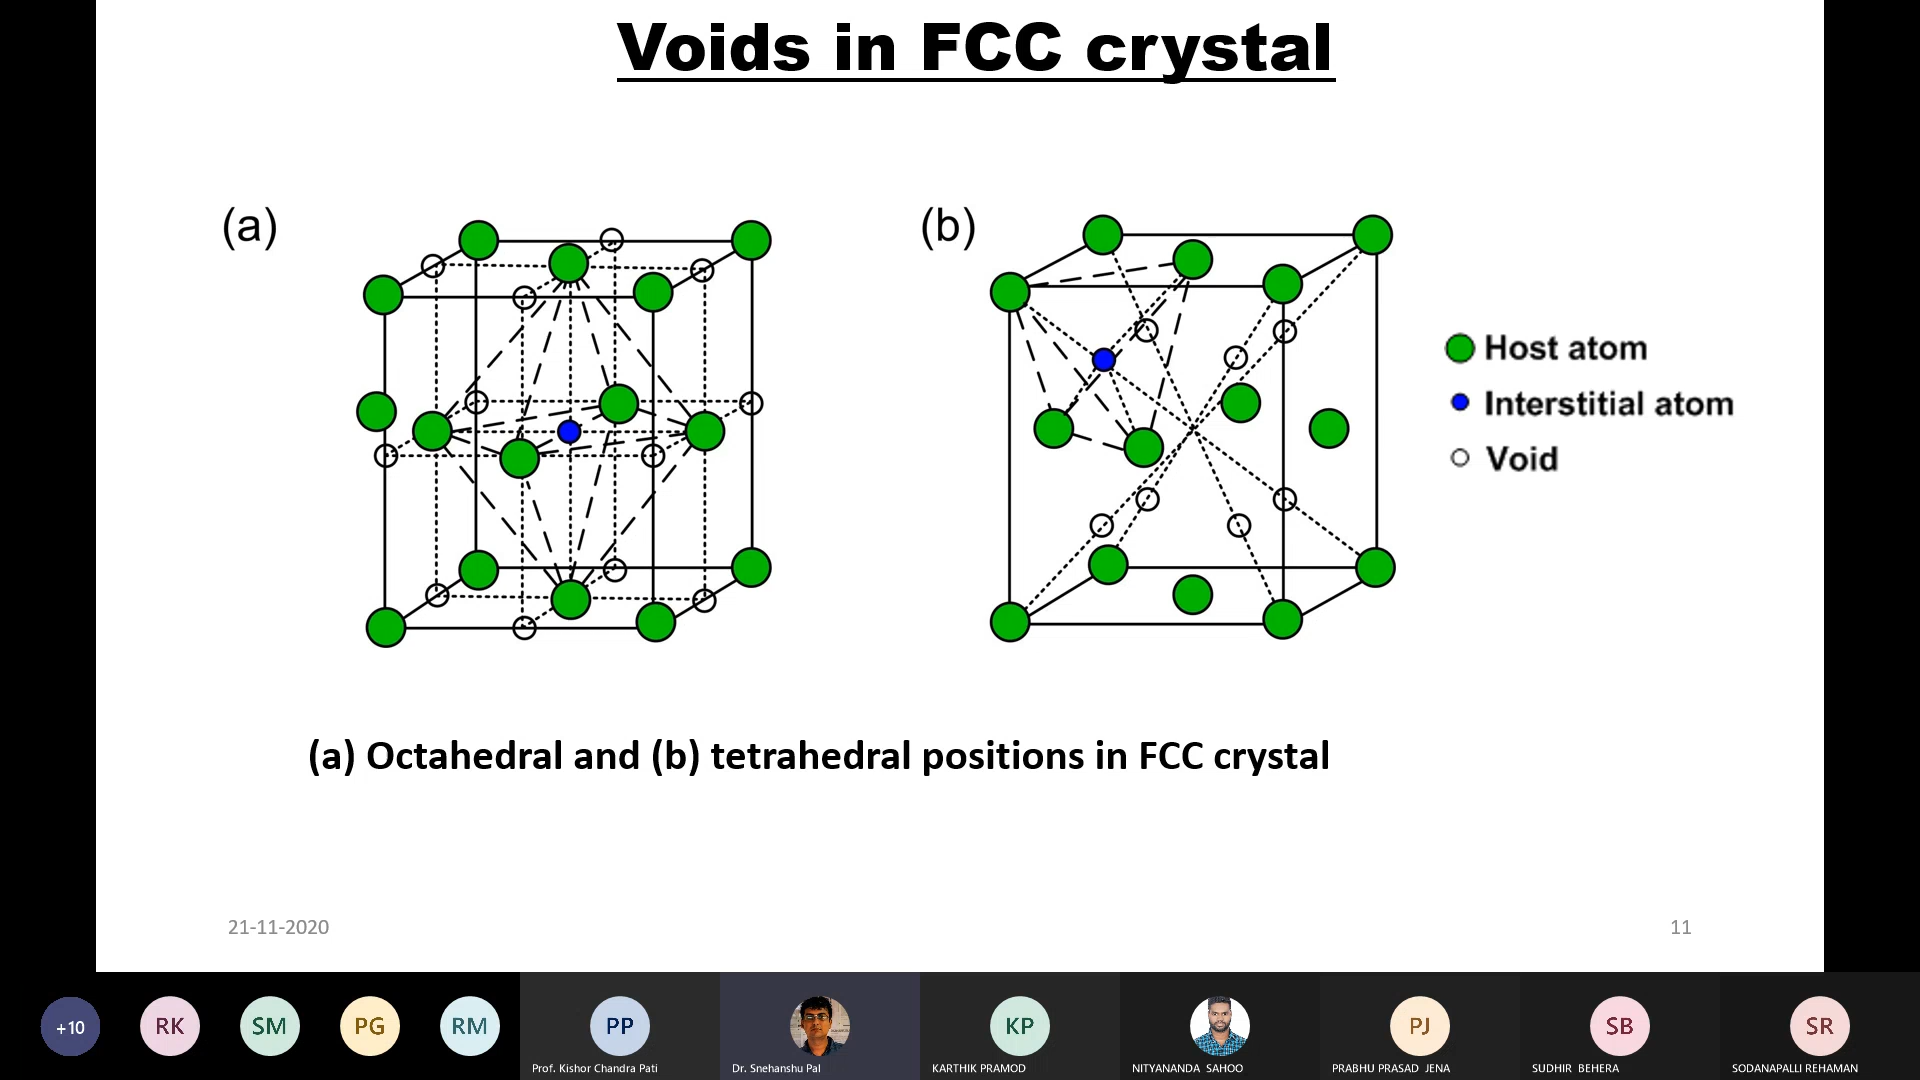 Voids in FCC crystal
(a)
(b)
Host atom
Interstitial atom
Void
(a) Octahedral and (b) tetrahedral positions in FCC crystal
21-11-2020
11
+10
RK
SM
PG
RM
PP
KP
PJ
SB
SR
Prof. Kishor Chandra Pati
Dr. Snehanshu Pal
KARTHIK PRAMOD
NITYANANDA SAHOO
PRABHU PRASAD JENA
SUDHIR BEHERA
SODANAPALLI REHAMAN